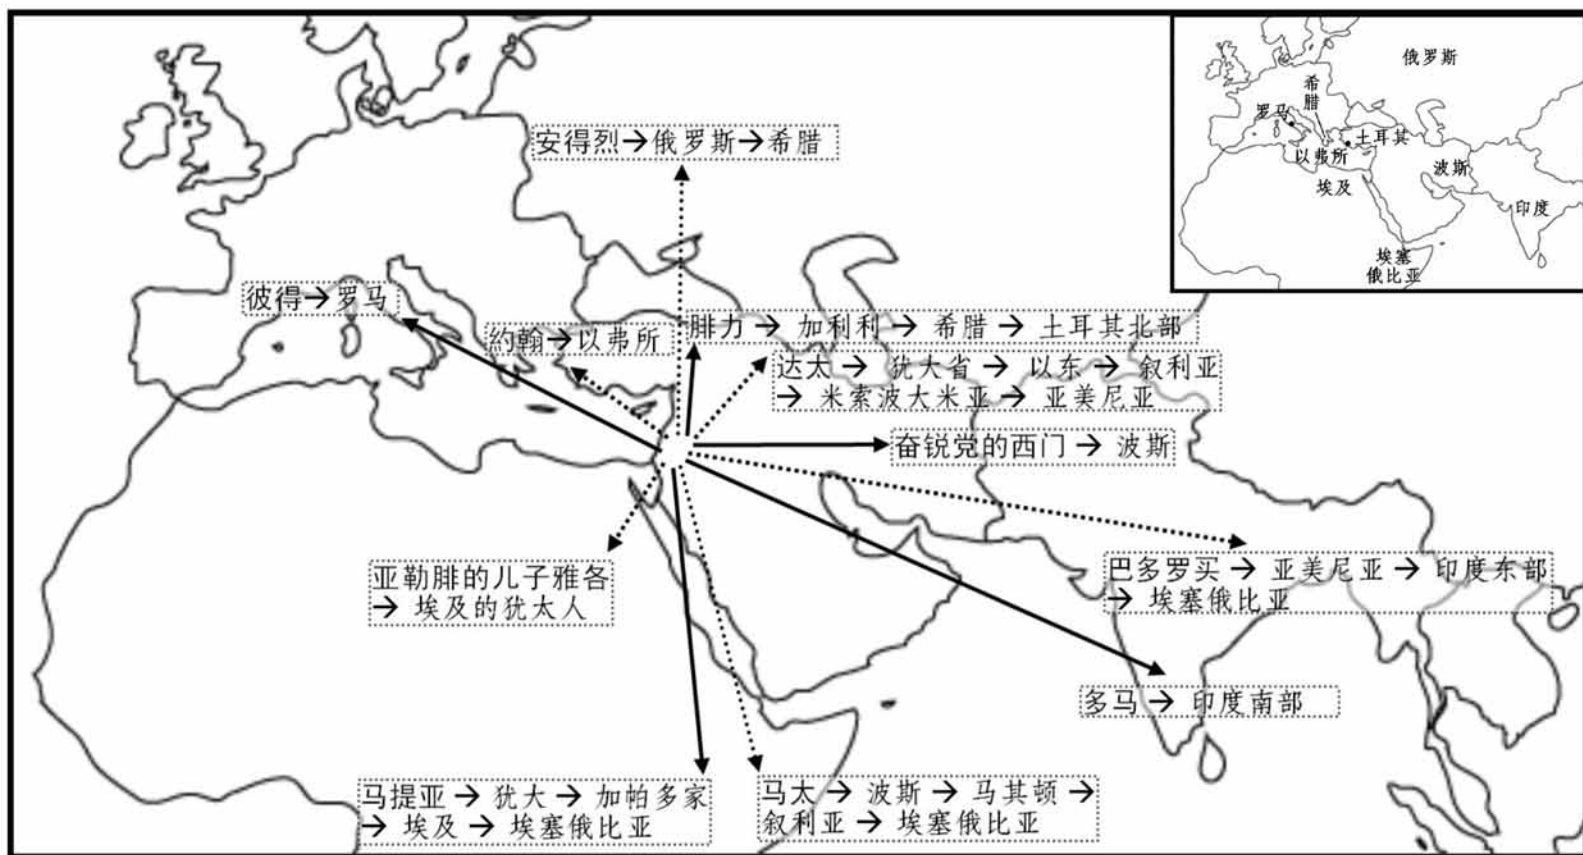 安得烈→俄罗斯→希腊
彼得→罗马
約翰→以弗所
腓力→加利利→希腊→土耳其北部
达太→犹大省→以东→叙利亚
→米索波大米亚→亚美尼亚
奋锐党的西门→波斯
亚勒腓的儿子雅各
→埃及的犹太人
巴多罗买→亚美尼亚→印度东部
→埃塞俄比亚
多马→印度南部
马提亚→犹大→加帕多家
→埃及→埃塞俄比亚
马太→波斯→马其顿→
叙利亚→埃塞俄比亚
俄罗斯
希
腊
罗马
土耳其
以弗所
波斯
埃及
印度
埃塞
俄比亚